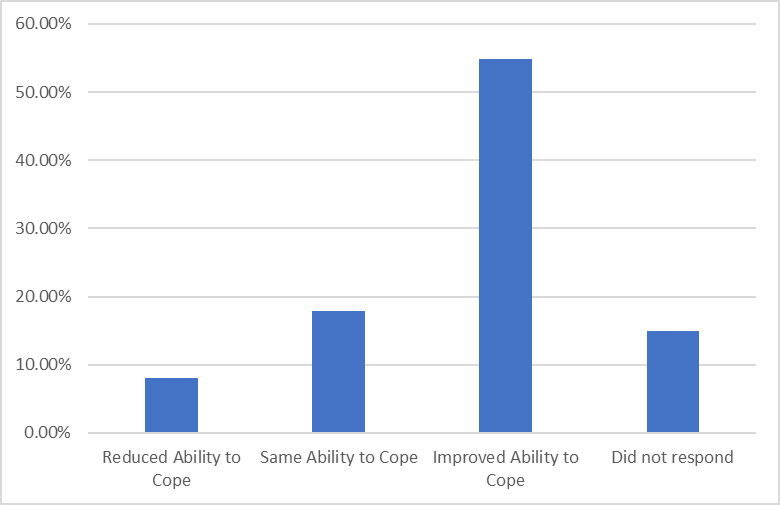 60.00%
50.00%
40.00%
30.00%
20.00%
10.00%
0.00%
Reduced Ability to
Cope
Same Ability to Cope
Improved Ability to
Cope
Did not respond